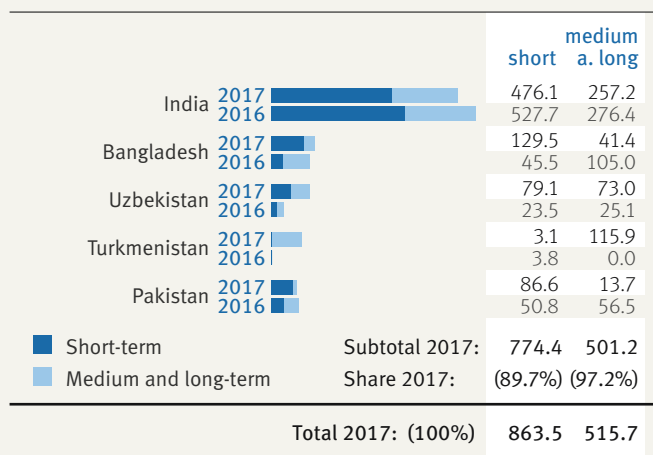 medium
short a. long
India 2017 476.1 257.2
2016 527.7 276.4
Bangladesh 2017 129.5 41.4
2016 45.5 105.0
Uzbekistan 2017 79.1 73.0
2016 23.5 25.1
Turkmenistan 2017 3.1 115.9
2016 3.8 0.0
Pakistan 2017 86.6 13.7
2016 50.8 56.5
Short-term Subtotal 2017: 774.4 501.2
Medium and long-term Share 2017: (89.7%) (97.2%)
Total 2017: (100%) 863.5 515.7